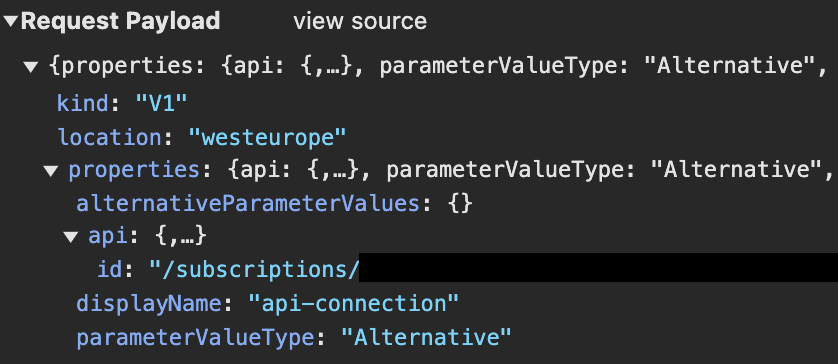 ▼Request Payload view source
▼ {properties: {api: {,…}, parameterValueType: "Alternative",
kind: "V1"
location: "westeurope"
▼ properties: {api: {,…}, parameterValueType: "Alternative",
alternativeParameterValues: {}
▼ api: {,…}
id: "/subscriptions/
displayName: "api-connection"
parameterValueType: "Alternative"